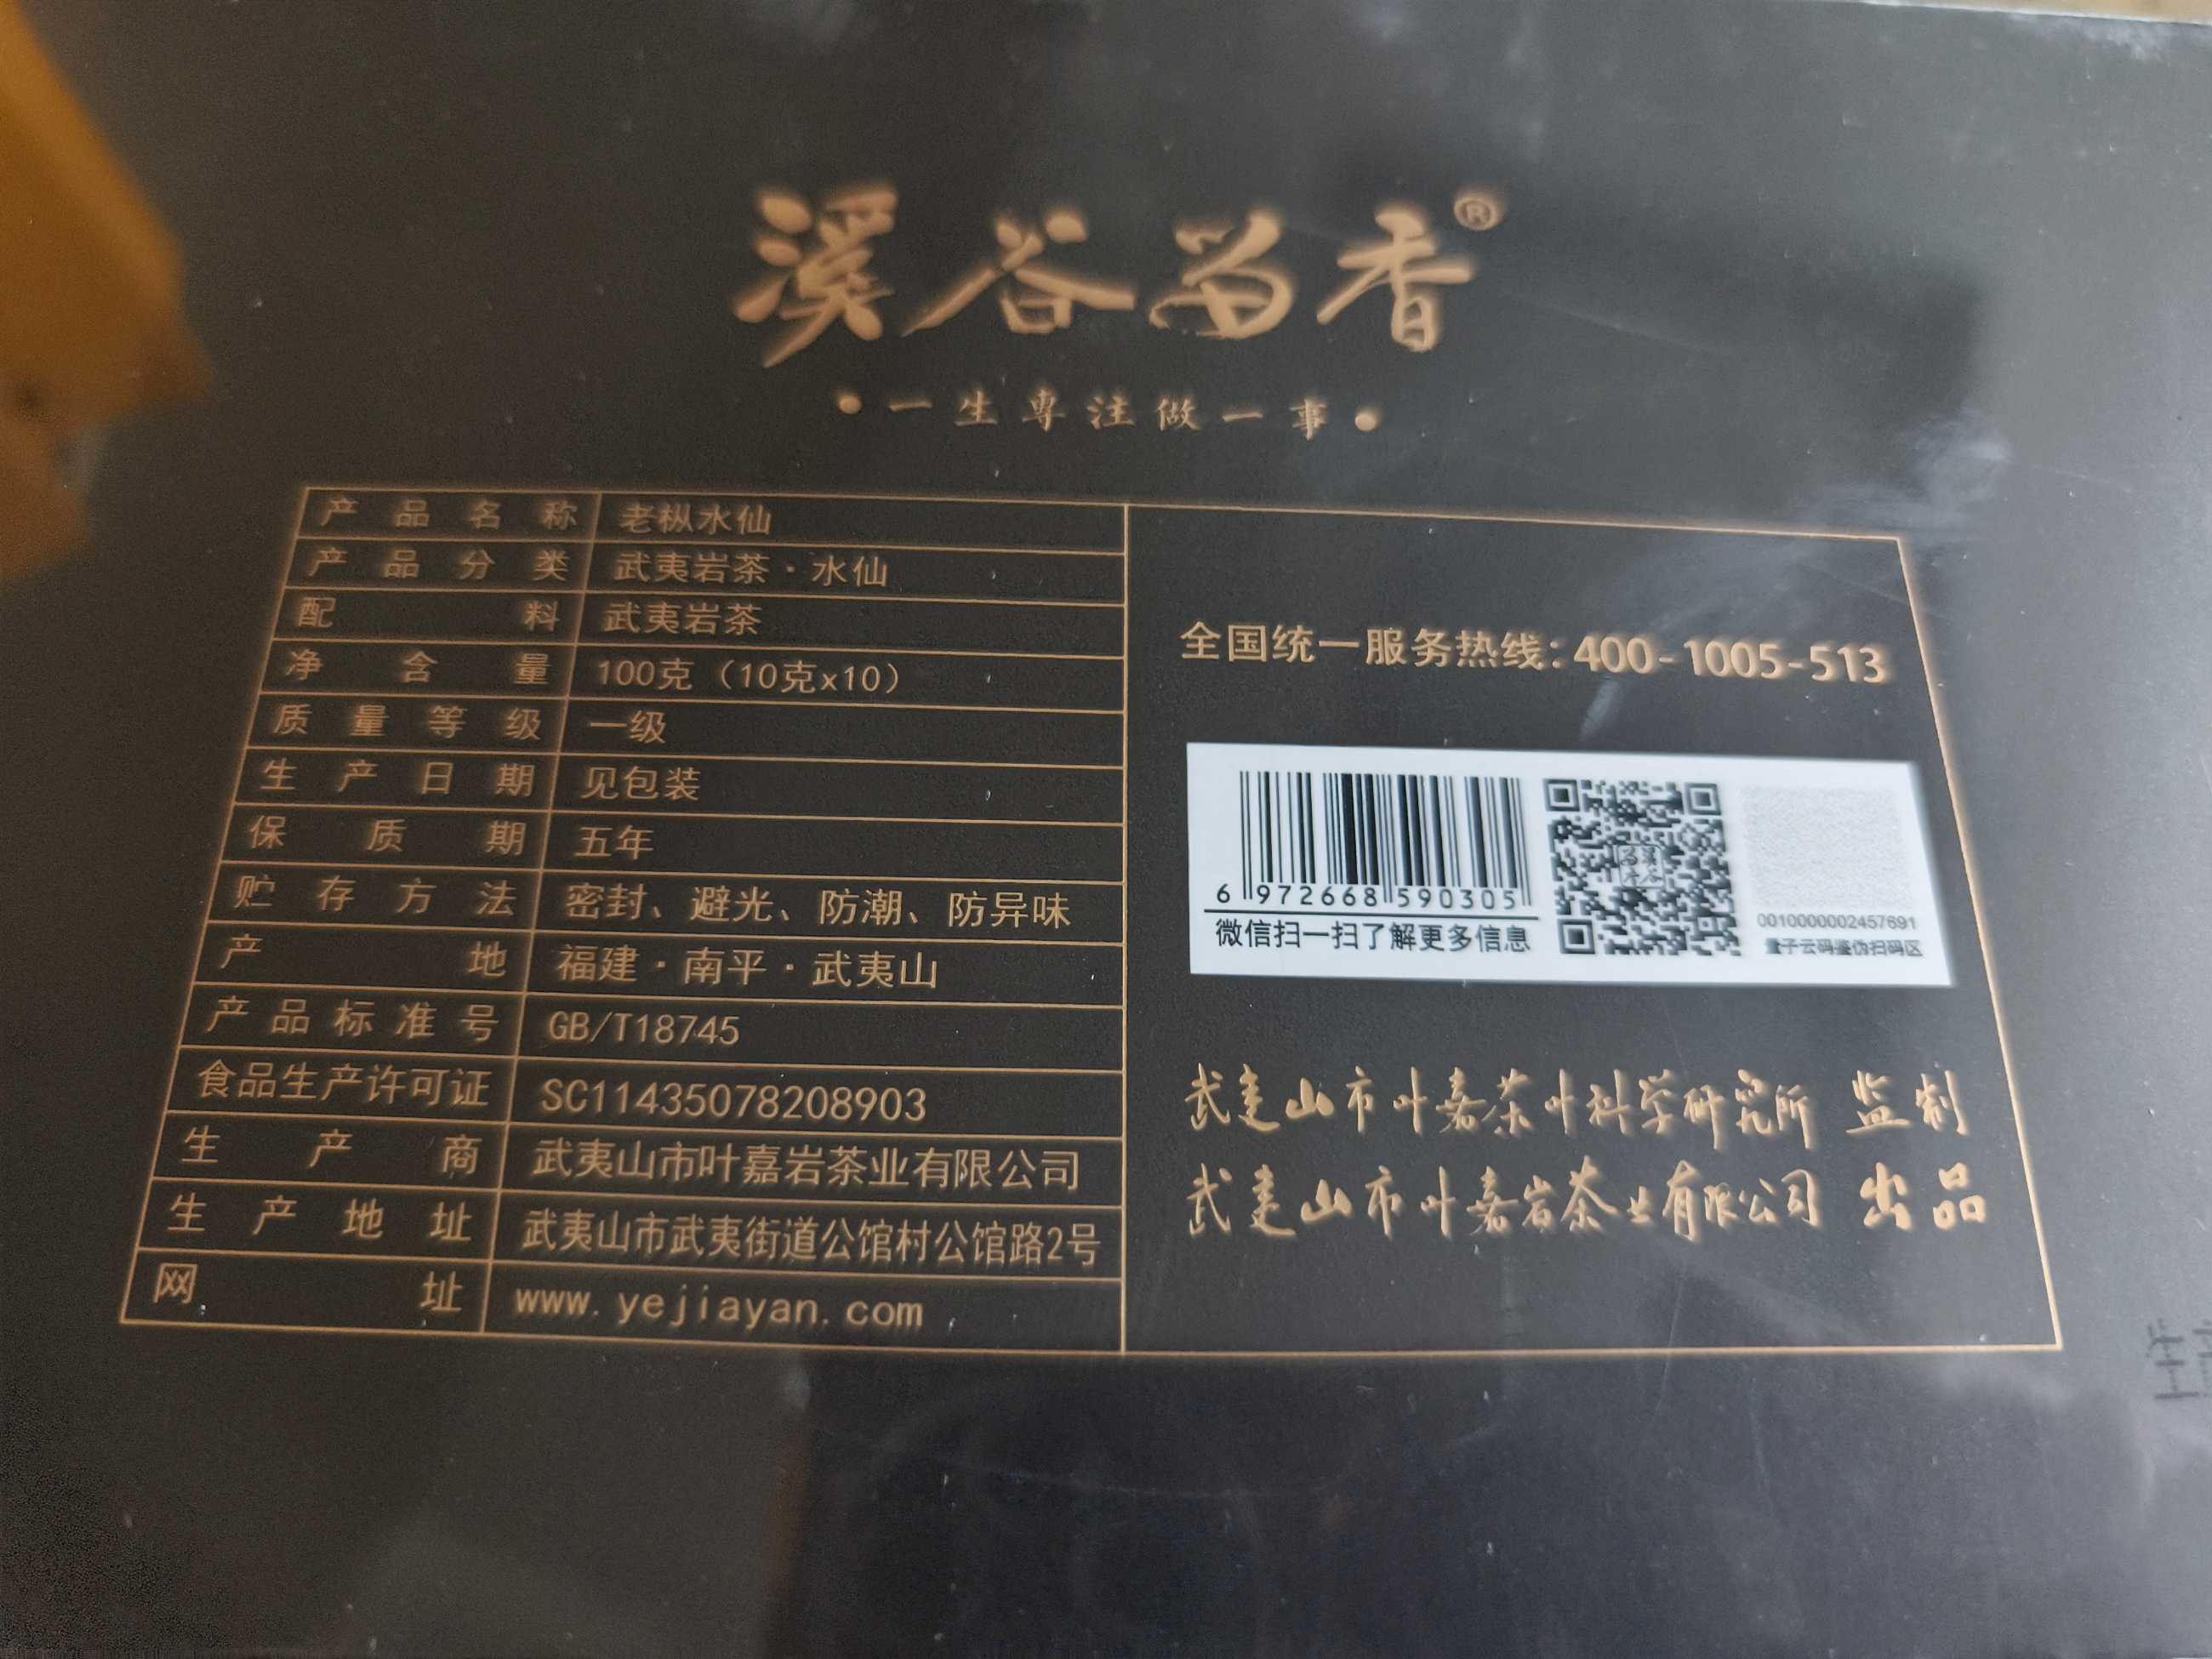 溪谷留香®
·一生專注做一事·
产品名称 老枞水仙
产品分类 武夷岩茶·水仙
配料 武夷岩茶
净含量 100克（10克x10）
质量等级 一级
生产日期 见包装
保质期 五年
贮存方法 密封、避光、防潮、防异味
产地 福建·南平·武夷山
产品标准号 GB/T18745
食品生产许可证 SC11435078208903
生产商 武夷山市叶嘉岩茶业有限公司
生产地址 武夷山市武夷街道公馆村公馆路2号
网址 www.yejiayan.com
全国统一服务热线：400-1005-513
6 972668 590305
微信扫一扫了解更多信息
0010000002457691
量子云码鉴伪扫码区
武夷山市叶嘉茶叶科学研究所 监制
武夷山市叶嘉岩茶业有限公司 出品
生